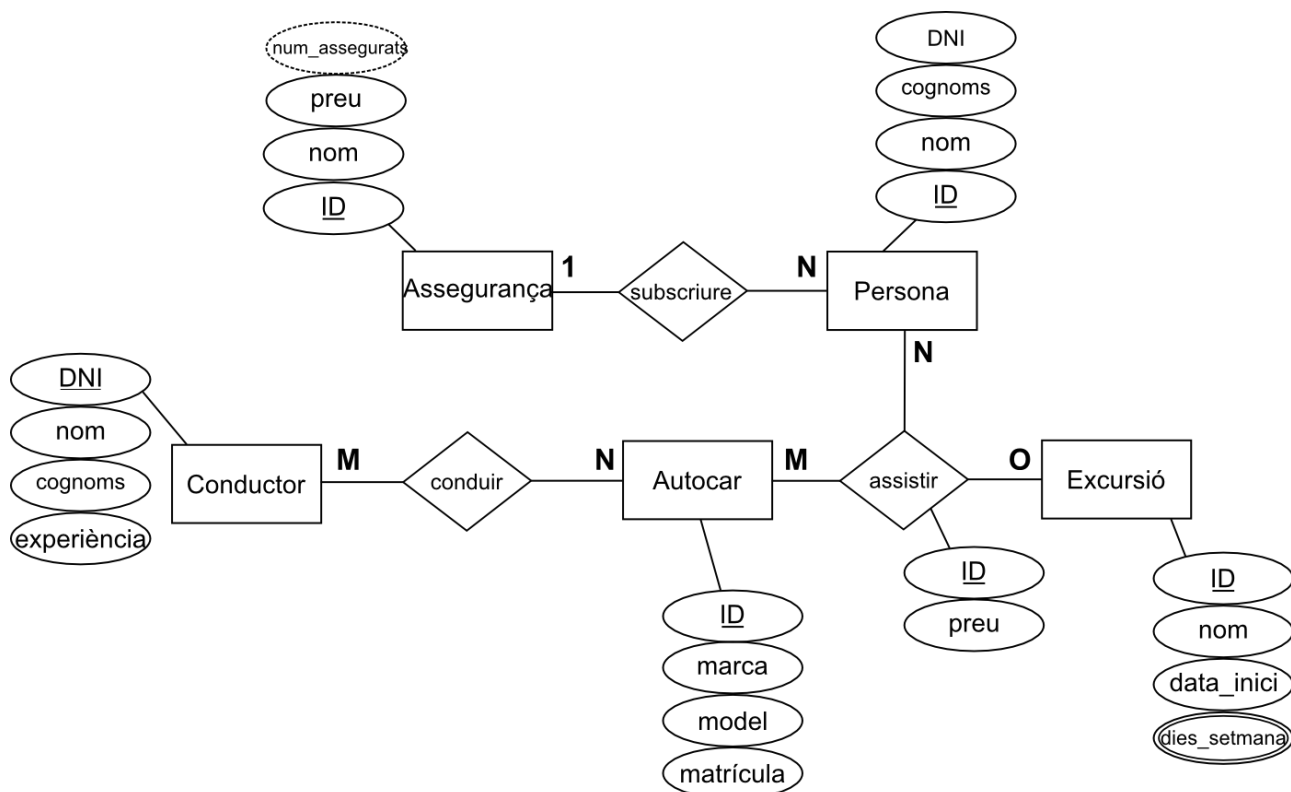 num_assegurats
preu
nom
ID
DNI
cognoms
nom
ID
Assegurança
1
subscriure
N
Persona
N
DNI
nom
cognoms
experiència
Conductor
M
conduir
N
Autocar
M
assistir
O
Excursió
ID
marca
model
matrícula
ID
preu
ID
nom
data_inici
dies_setmana